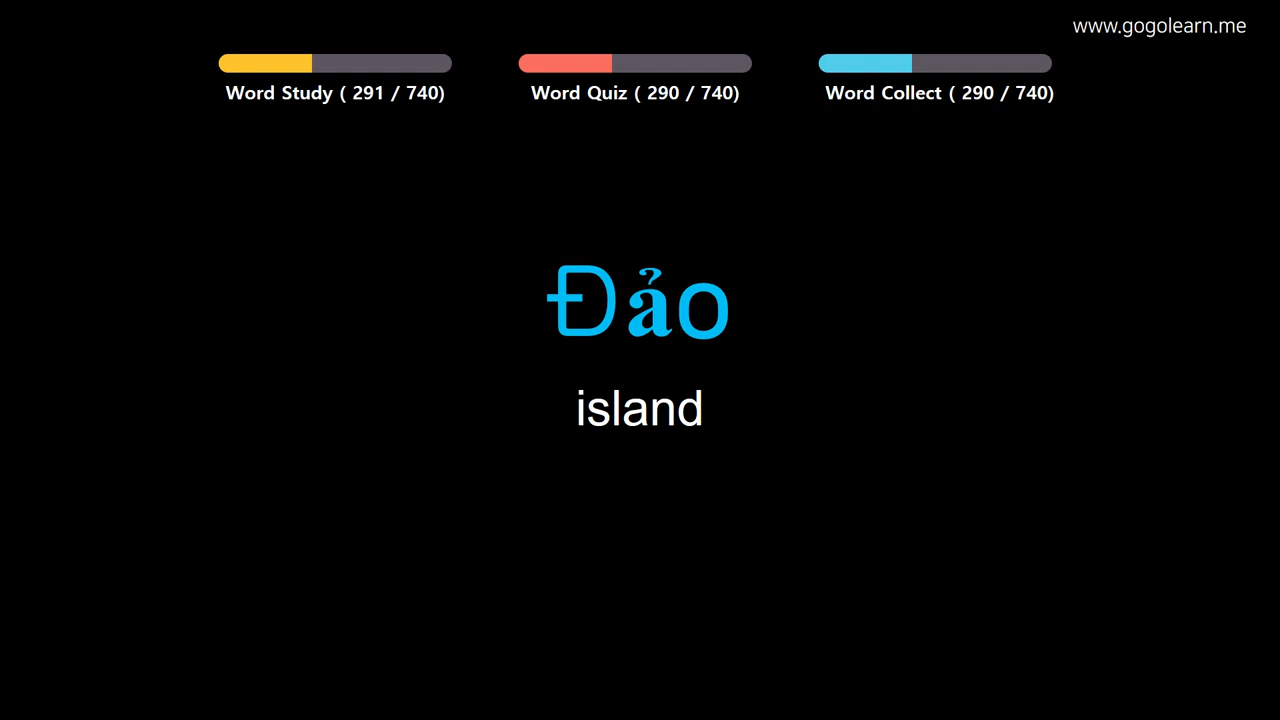 www.gogolearn.me
Word Study ( 291 / 740)
Word Quiz ( 290 / 740)
Word Collect ( 290 / 740)
Đảo
island